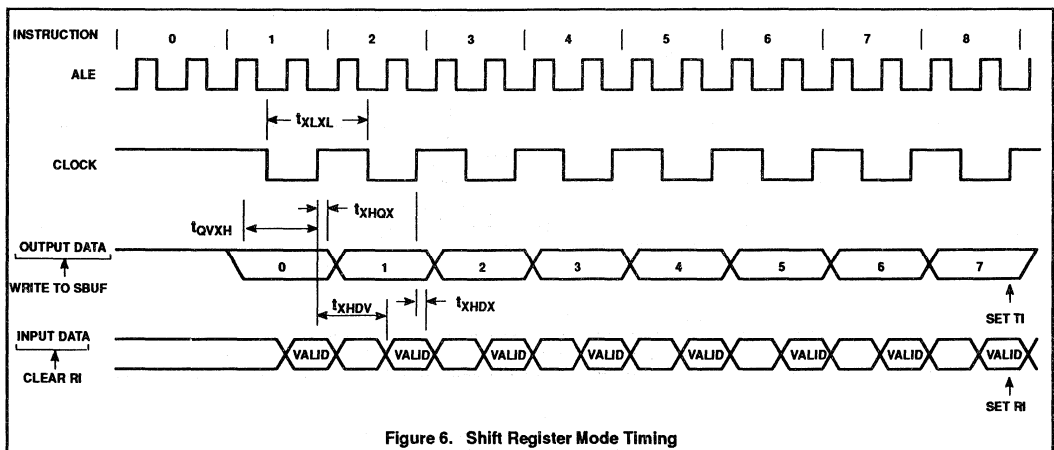 INSTRUCTION | 0 | 1 | 2 | 3 | 4 | 5 | 6 | 7 | 8 |
ALE
tXLXL
CLOCK
tQVXH
tXHQX
OUTPUT DATA
0 1 2 3 4 5 6 7
WRITE TO SBUF
tXHDV
tXHDX
SET TI
INPUT DATA
VALID VALID VALID VALID VALID VALID VALID VALID
CLEAR RI
SET RI
Figure 6. Shift Register Mode Timing